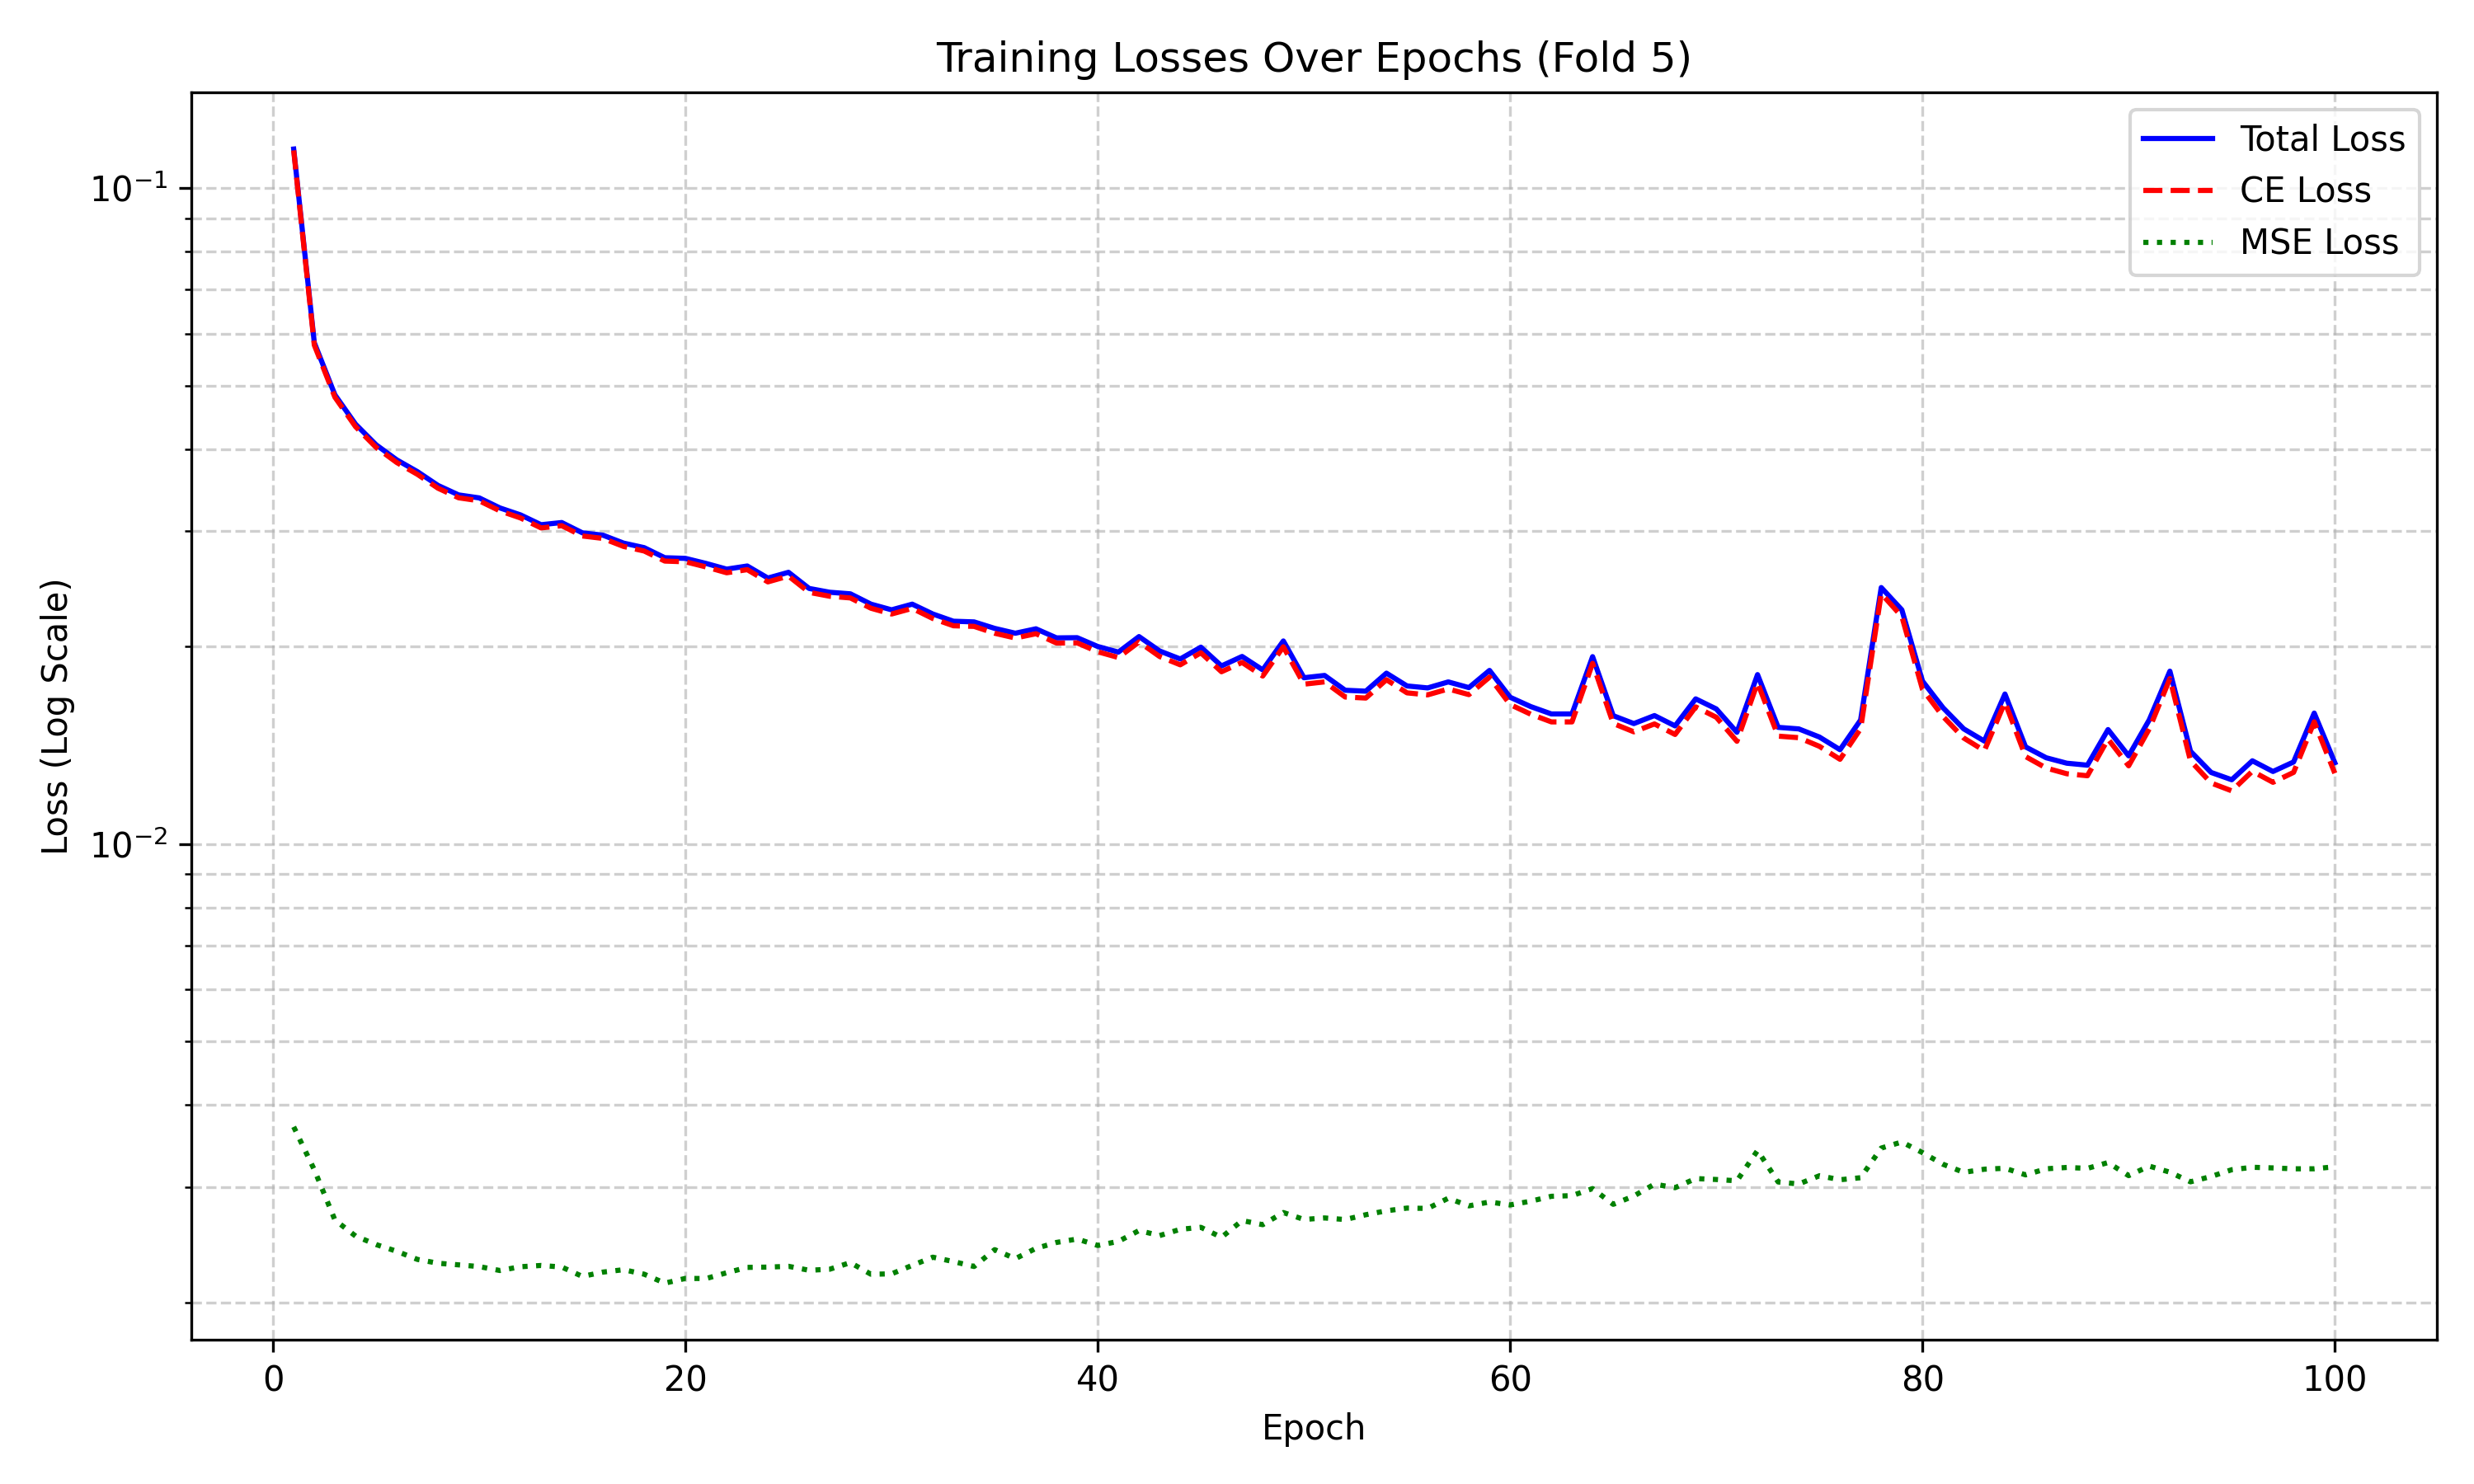 Training Losses Over Epochs (Fold 5)
Total Loss
CE Loss
MSE Loss
10⁻¹
10⁻²
Loss (Log Scale)
0 20 40 60 80 100
Epoch